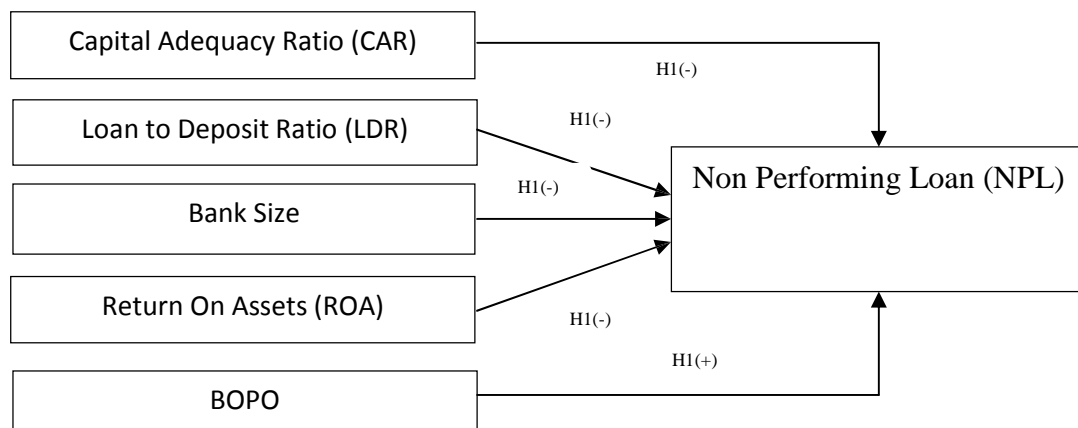 Capital Adequacy Ratio (CAR)
H1(-)
Loan to Deposit Ratio (LDR)
H1(-)
Non Performing Loan (NPL)
H1(-)
Bank Size
Return On Assets (ROA)
H1(-)
H1(+)
BOPO